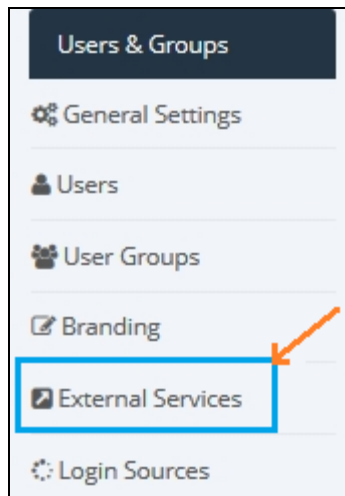 Users & Groups
General Settings
Users
User Groups
Branding
External Services
Login Sources